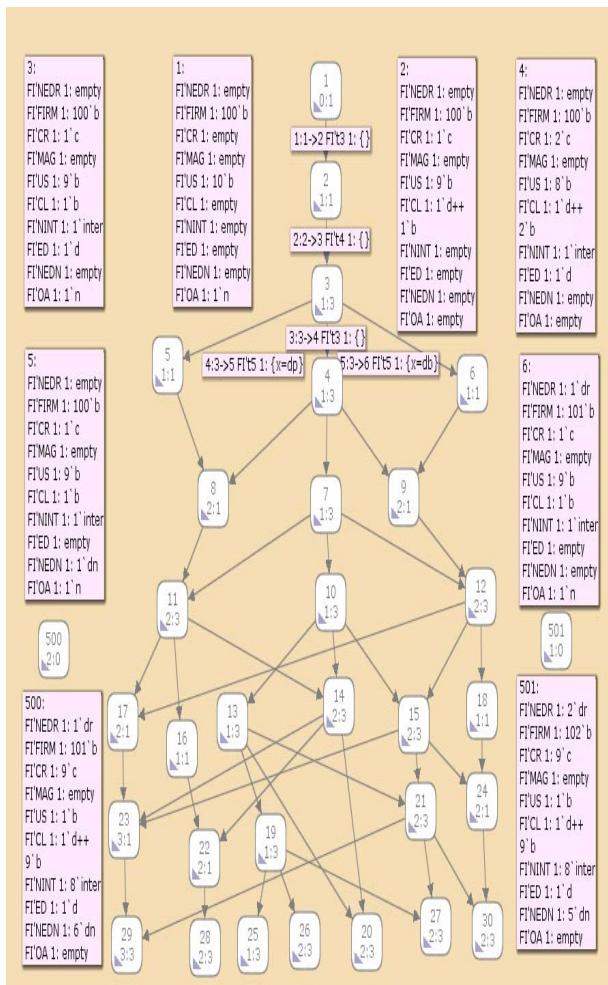 3:
FI'NEDR 1: empty
FI'FIRM 1: 100`b
FI'CR 1: 1`c
FI'MAG 1: empty
FI'US 1: 9`b
FI'CL 1: 1`b
FI'NINT 1: 1`inter
FI'ED 1: 1`d
FI'NEDN 1: empty
FI'OA 1: 1`n
1:
FI'NEDR 1: empty
FI'FIRM 1: 100`b
FI'CR 1: empty
FI'MAG 1: empty
FI'US 1: 10`b
FI'CL 1: empty
FI'NINT 1: empty
FI'ED 1: empty
FI'NEDN 1: empty
FI'OA 1: 1`n
1
0:1
1:1->2 FI't3 1: {}
2
1:1
2:2->3 FI't4 1: {}
3
1:3
2:
FI'NEDR 1: empty
FI'FIRM 1: 100`b
FI'CR 1: 1`c
FI'MAG 1: empty
FI'US 1: 9`b
FI'CL 1: 1`d++
1`b
FI'NINT 1: empty
FI'ED 1: empty
FI'NEDN 1: empty
FI'OA 1: empty
4:
FI'NEDR 1: empty
FI'FIRM 1: 100`b
FI'CR 1: 2`c
FI'MAG 1: empty
FI'US 1: 8`b
FI'CL 1: 1`d++
2`b
FI'NINT 1: 1`inter
FI'ED 1: 1`d
FI'NEDN 1: empty
FI'OA 1: empty
3:3->4 FI't3 1: {}
4:3->5 FI't5 1: {x=dp}
5:3->6 FI't5 1: {x=db}
5
1:1
4
1:3
6
1:1
5:
FI'NEDR 1: empty
FI'FIRM 1: 100`b
FI'CR 1: 1`c
FI'MAG 1: empty
FI'US 1: 9`b
FI'CL 1: 1`b
FI'NINT 1: 1`inter
FI'ED 1: empty
FI'NEDN 1: 1`dn
FI'OA 1: 1`n
6:
FI'NEDR 1: 1`dr
FI'FIRM 1: 101`b
FI'CR 1: 1`c
FI'MAG 1: empty
FI'US 1: 9`b
FI'CL 1: 1`b
FI'NINT 1: 1`inter
FI'ED 1: empty
FI'NEDN 1: empty
FI'OA 1: 1`n
8
2:1
7
1:3
9
2:1
11
2:3
10
1:3
12
2:3
500
2:0
501
1:0
500:
FI'NEDR 1: 1`dr
FI'FIRM 1: 101`b
FI'CR 1: 9`c
FI'MAG 1: empty
FI'US 1: 1`b
FI'CL 1: 1`d++
9`b
FI'NINT 1: 8`inter
FI'ED 1: 1`d
FI'NEDN 1: 6`dn
FI'OA 1: empty
17
2:1
16
1:1
13
1:3
14
2:3
15
2:3
18
1:1
501:
FI'NEDR 1: 2`dr
FI'FIRM 1: 102`b
FI'CR 1: 9`c
FI'MAG 1: empty
FI'US 1: 1`b
FI'CL 1: 1`d++
9`b
FI'NINT 1: 8`inter
FI'ED 1: 1`d
FI'NEDN 1: 5`dn
FI'OA 1: empty
23
3:1
22
2:1
19
1:3
21
2:3
24
2:1
29
3:3
28
2:3
25
1:3
26
2:3
20
2:3
27
2:3
30
2:3